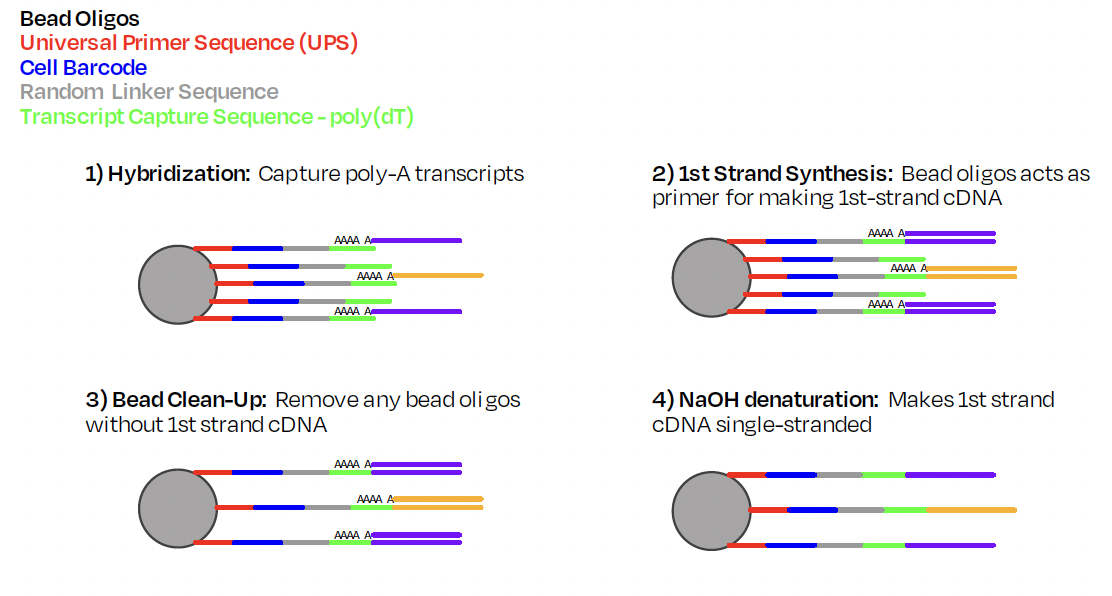 Bead Oligos
Universal Primer Sequence (UPS)
Cell Barcode
Random Linker Sequence
Transcript Capture Sequence - poly(dT)
1) Hybridization: Capture poly-A transcripts
AAAA A
AAAA A
AAAA A
2) 1st Strand Synthesis: Bead oligos acts as
primer for making 1st-strand cDNA
AAAA A
AAAA A
AAAA A
3) Bead Clean-Up: Remove any bead oligos
without 1st strand cDNA
AAAA A
AAAA A
AAAA A
4) NaOH denaturation: Makes 1st strand
cDNA single-stranded